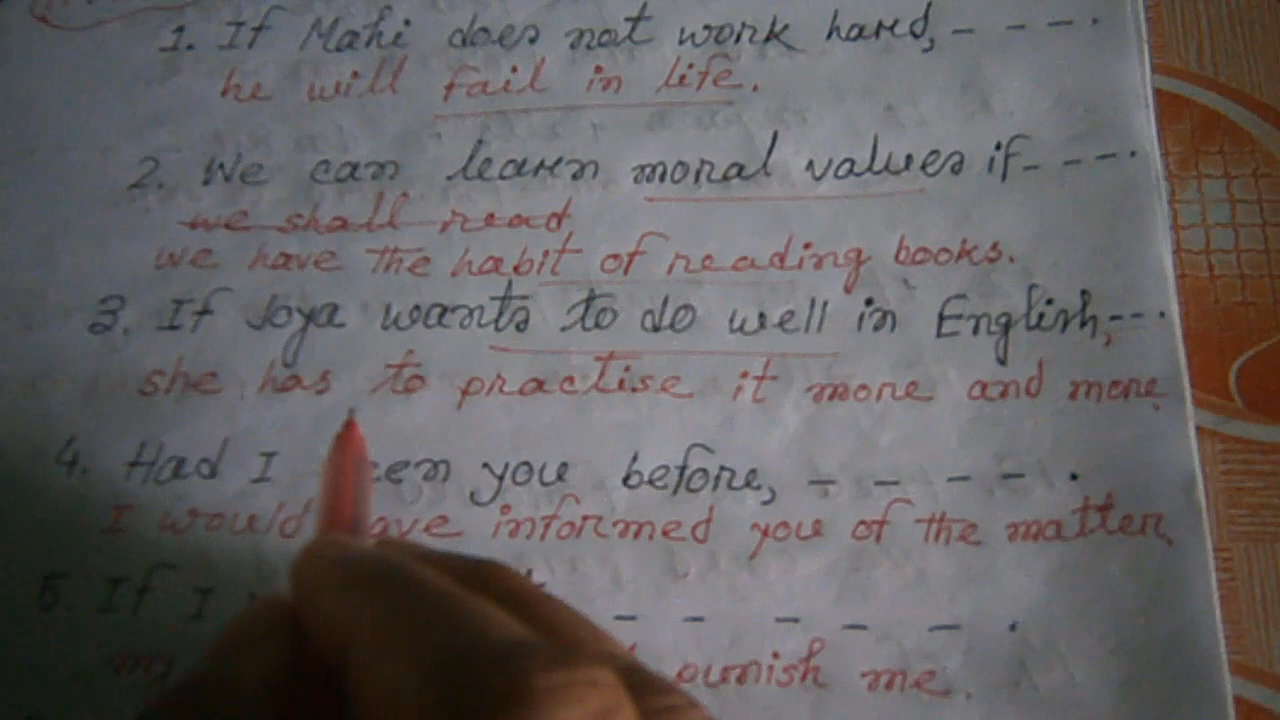 1. If Mahi does not work hard, - - - .
he will fail in life.
2. We can learn moral values if - - - .
we shall read
we have the habit of reading books.
3. If Joya wants to do well in English, - - .
she has to practise it more and more.
4. Had I you before, - - - - .
I would have informed you of the matter.
5. If I - - - - - .
punish me.